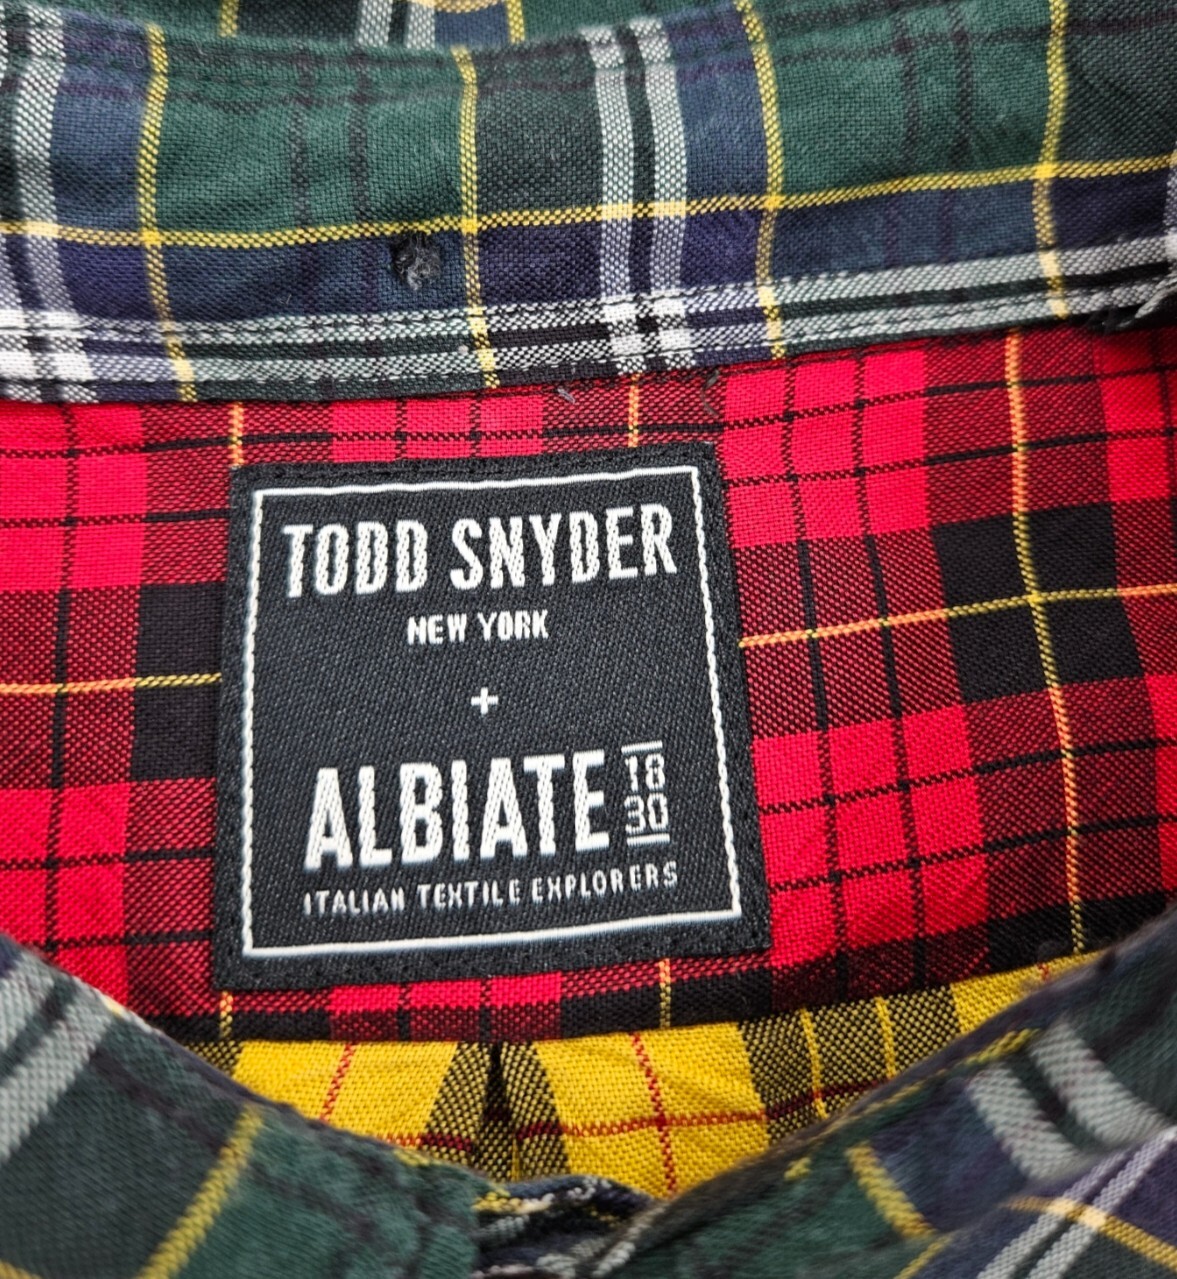 TODD SNYDER
NEW YORK
+
ALBIATE 18
30
ITALIAN TEXTILE EXPLORERS